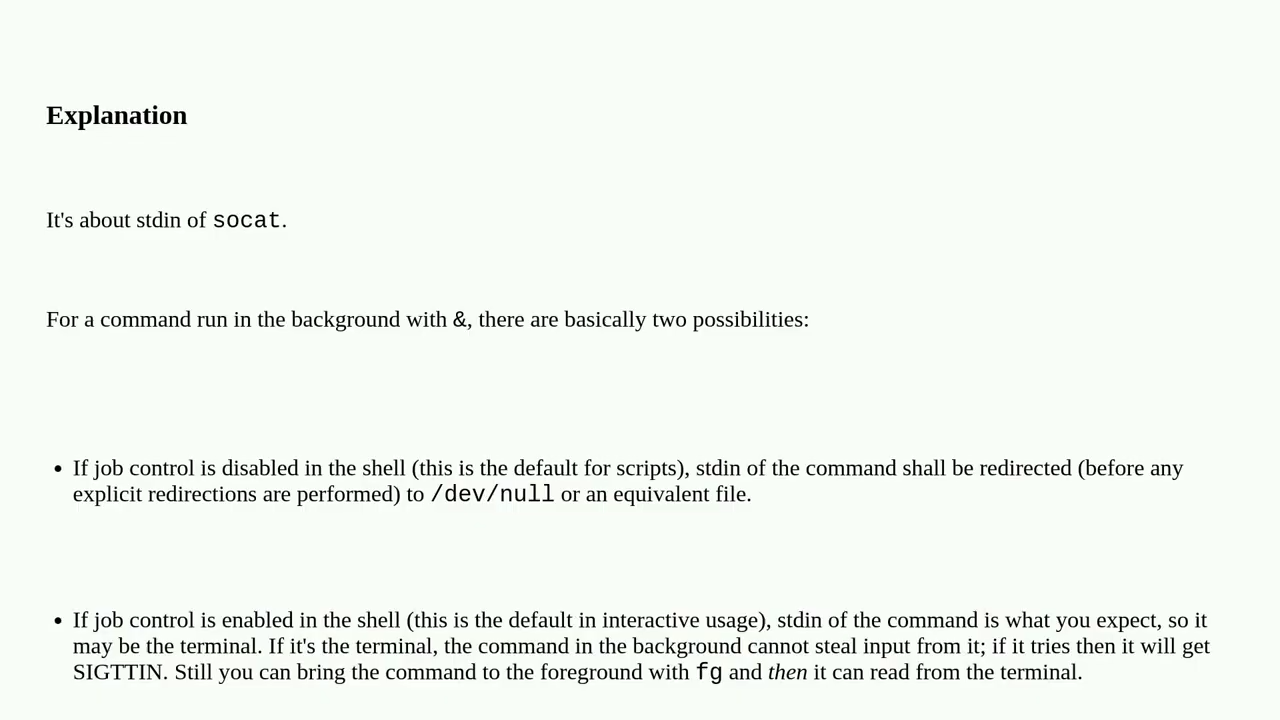 Explanation
It's about stdin of socat.
For a command run in the background with &, there are basically two possibilities:
• If job control is disabled in the shell (this is the default for scripts), stdin of the command shall be redirected (before any
explicit redirections are performed) to /dev/null or an equivalent file.
• If job control is enabled in the shell (this is the default in interactive usage), stdin of the command is what you expect, so it
may be the terminal. If it's the terminal, the command in the background cannot steal input from it; if it tries then it will get
SIGTTIN. Still you can bring the command to the foreground with fg and then it can read from the terminal.